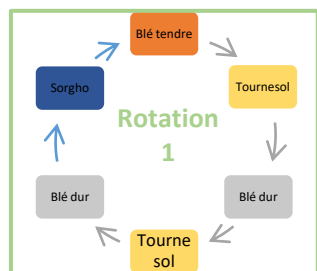 Blé tendre
Sorgho
Tournesol
Rotation
1
Blé dur
Blé dur
Tourne
sol